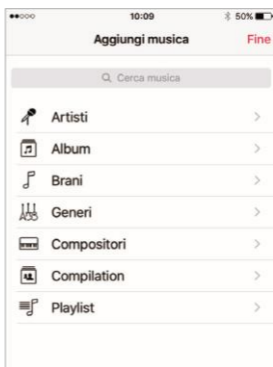 10:09 50%
Aggiungi musica Fine
Cerca musica
Artisti
Album
Brani
Generi
Compositori
Compilation
Playlist